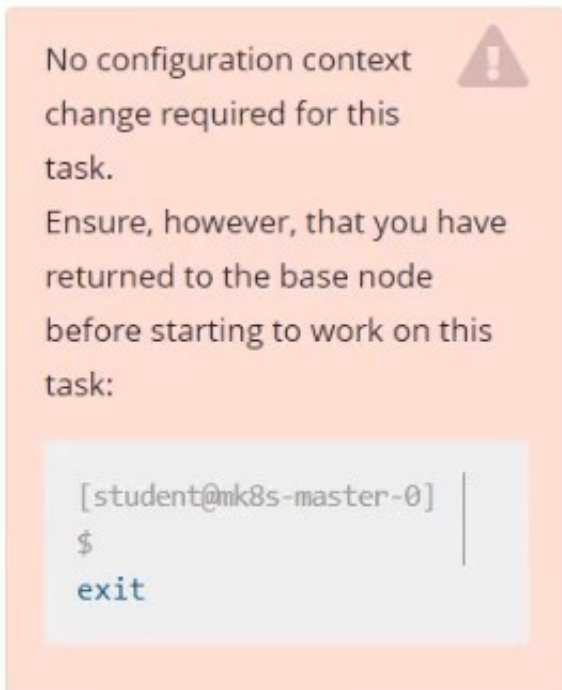 No configuration context
change required for this
task.
Ensure, however, that you have
returned to the base node
before starting to work on this
task:
[student@mk8s-master-0]
$
exit